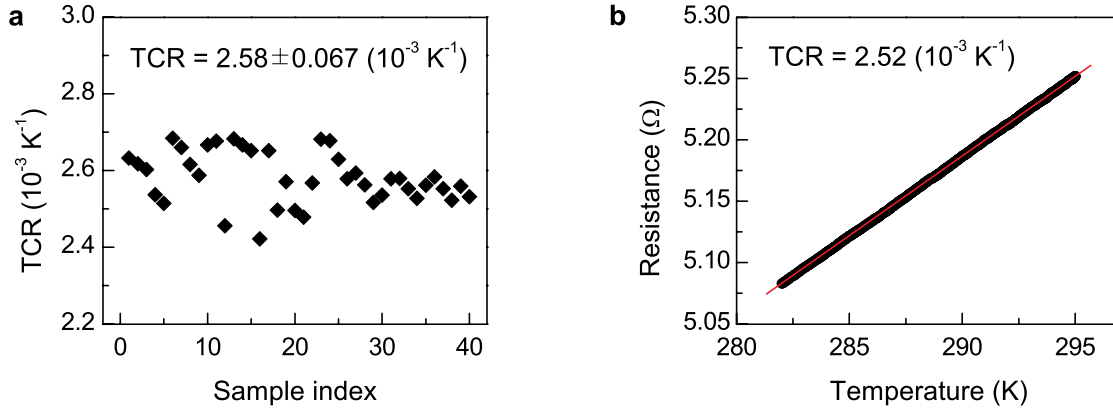 a
TCR = 2.58±0.067 (10⁻³ K⁻¹)
TCR (10⁻³ K⁻¹)
3.0
2.8
2.6
2.4
2.2
0 10 20 30 40
Sample index
b
TCR = 2.52 (10⁻³ K⁻¹)
Resistance (Ω)
5.30
5.25
5.20
5.15
5.10
5.05
280 285 290 295
Temperature (K)